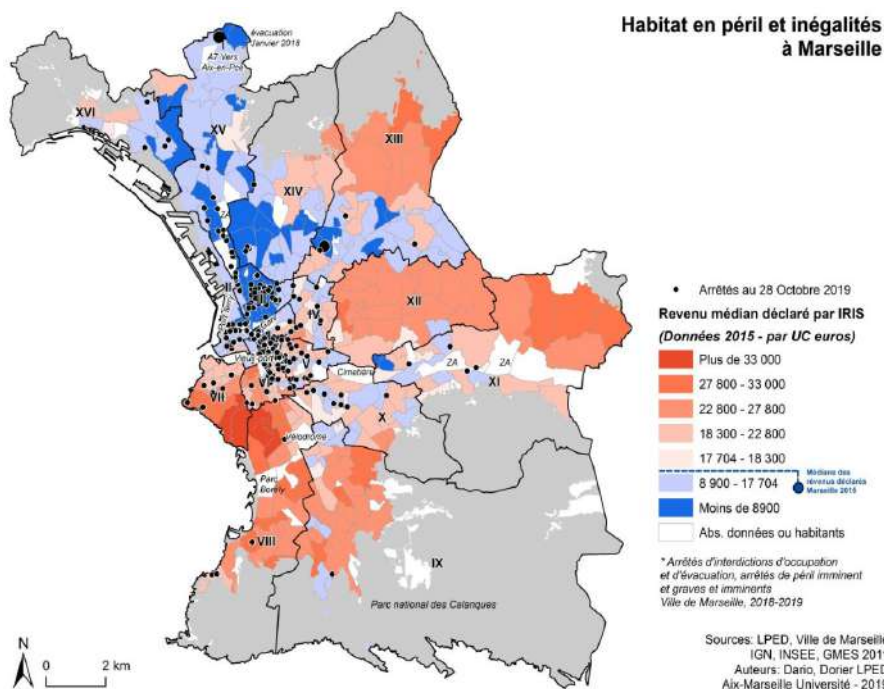 Habitat en péril et inégalités
à Marseille
évacuation
Janvier 2018
A7 Vers
Aix-en-Pce
XVI
XV
XIII
XIV
II
III
Gare
IV
XII
Vieux-port
V
Cimetière
ZA
ZA
XI
VII
VI
X
Vélodrome
Parc
Borély
VIII
IX
Parc national des Calanques
• Arrêtés au 28 Octobre 2019
Revenu médian déclaré par IRIS
(Données 2015 - par UC euros)
Plus de 33 000
27 800 - 33 000
22 800 - 27 800
18 300 - 22 800
17 704 - 18 300
Médians des
revenus déclarés
Marseille 2015
8 900 - 17 704
Moins de 8900
Abs. données ou habitants
* Arrêtés d'interdictions d'occupation
et d'évacuation, arrêtés de péril imminent
et graves et imminents
Ville de Marseille, 2018-2019
N
0 2 km
Sources: LPED, Ville de Marseille
IGN, INSEE, GMES 2011
Auteurs: Dario, Dorier LPED
Aix-Marseille Université - 2019